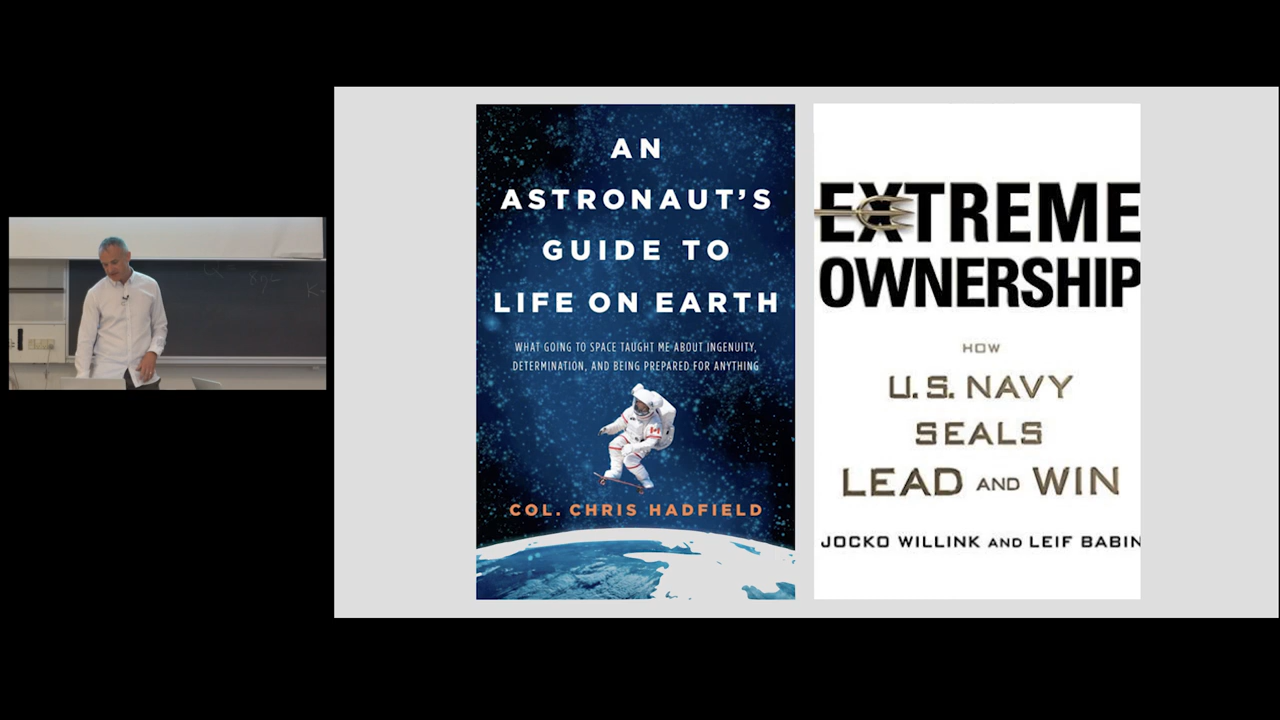 AN
ASTRONAUT'S
GUIDE TO
LIFE ON EARTH
WHAT GOING TO SPACE TAUGHT ME ABOUT INGENUITY,
DETERMINATION, AND BEING PREPARED FOR ANYTHING
COL. CHRIS HADFIELD
EXTREME
OWNERSHIP
HOW
U.S. NAVY
SEALS
LEAD AND WIN
JOCKO WILLINK AND LEIF BABIN